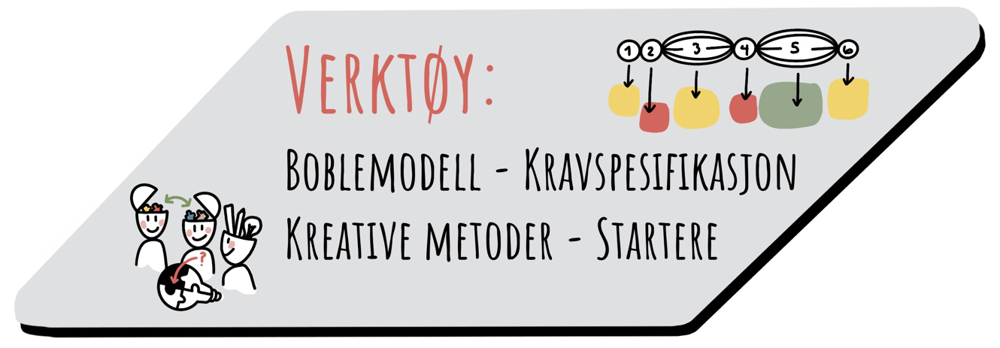 1 2 3 4 5 6
VERKTØY:
BOBLEMODELL - KRAVSPESIFIKASJON
KREATIVE METODER - STARTERE
?